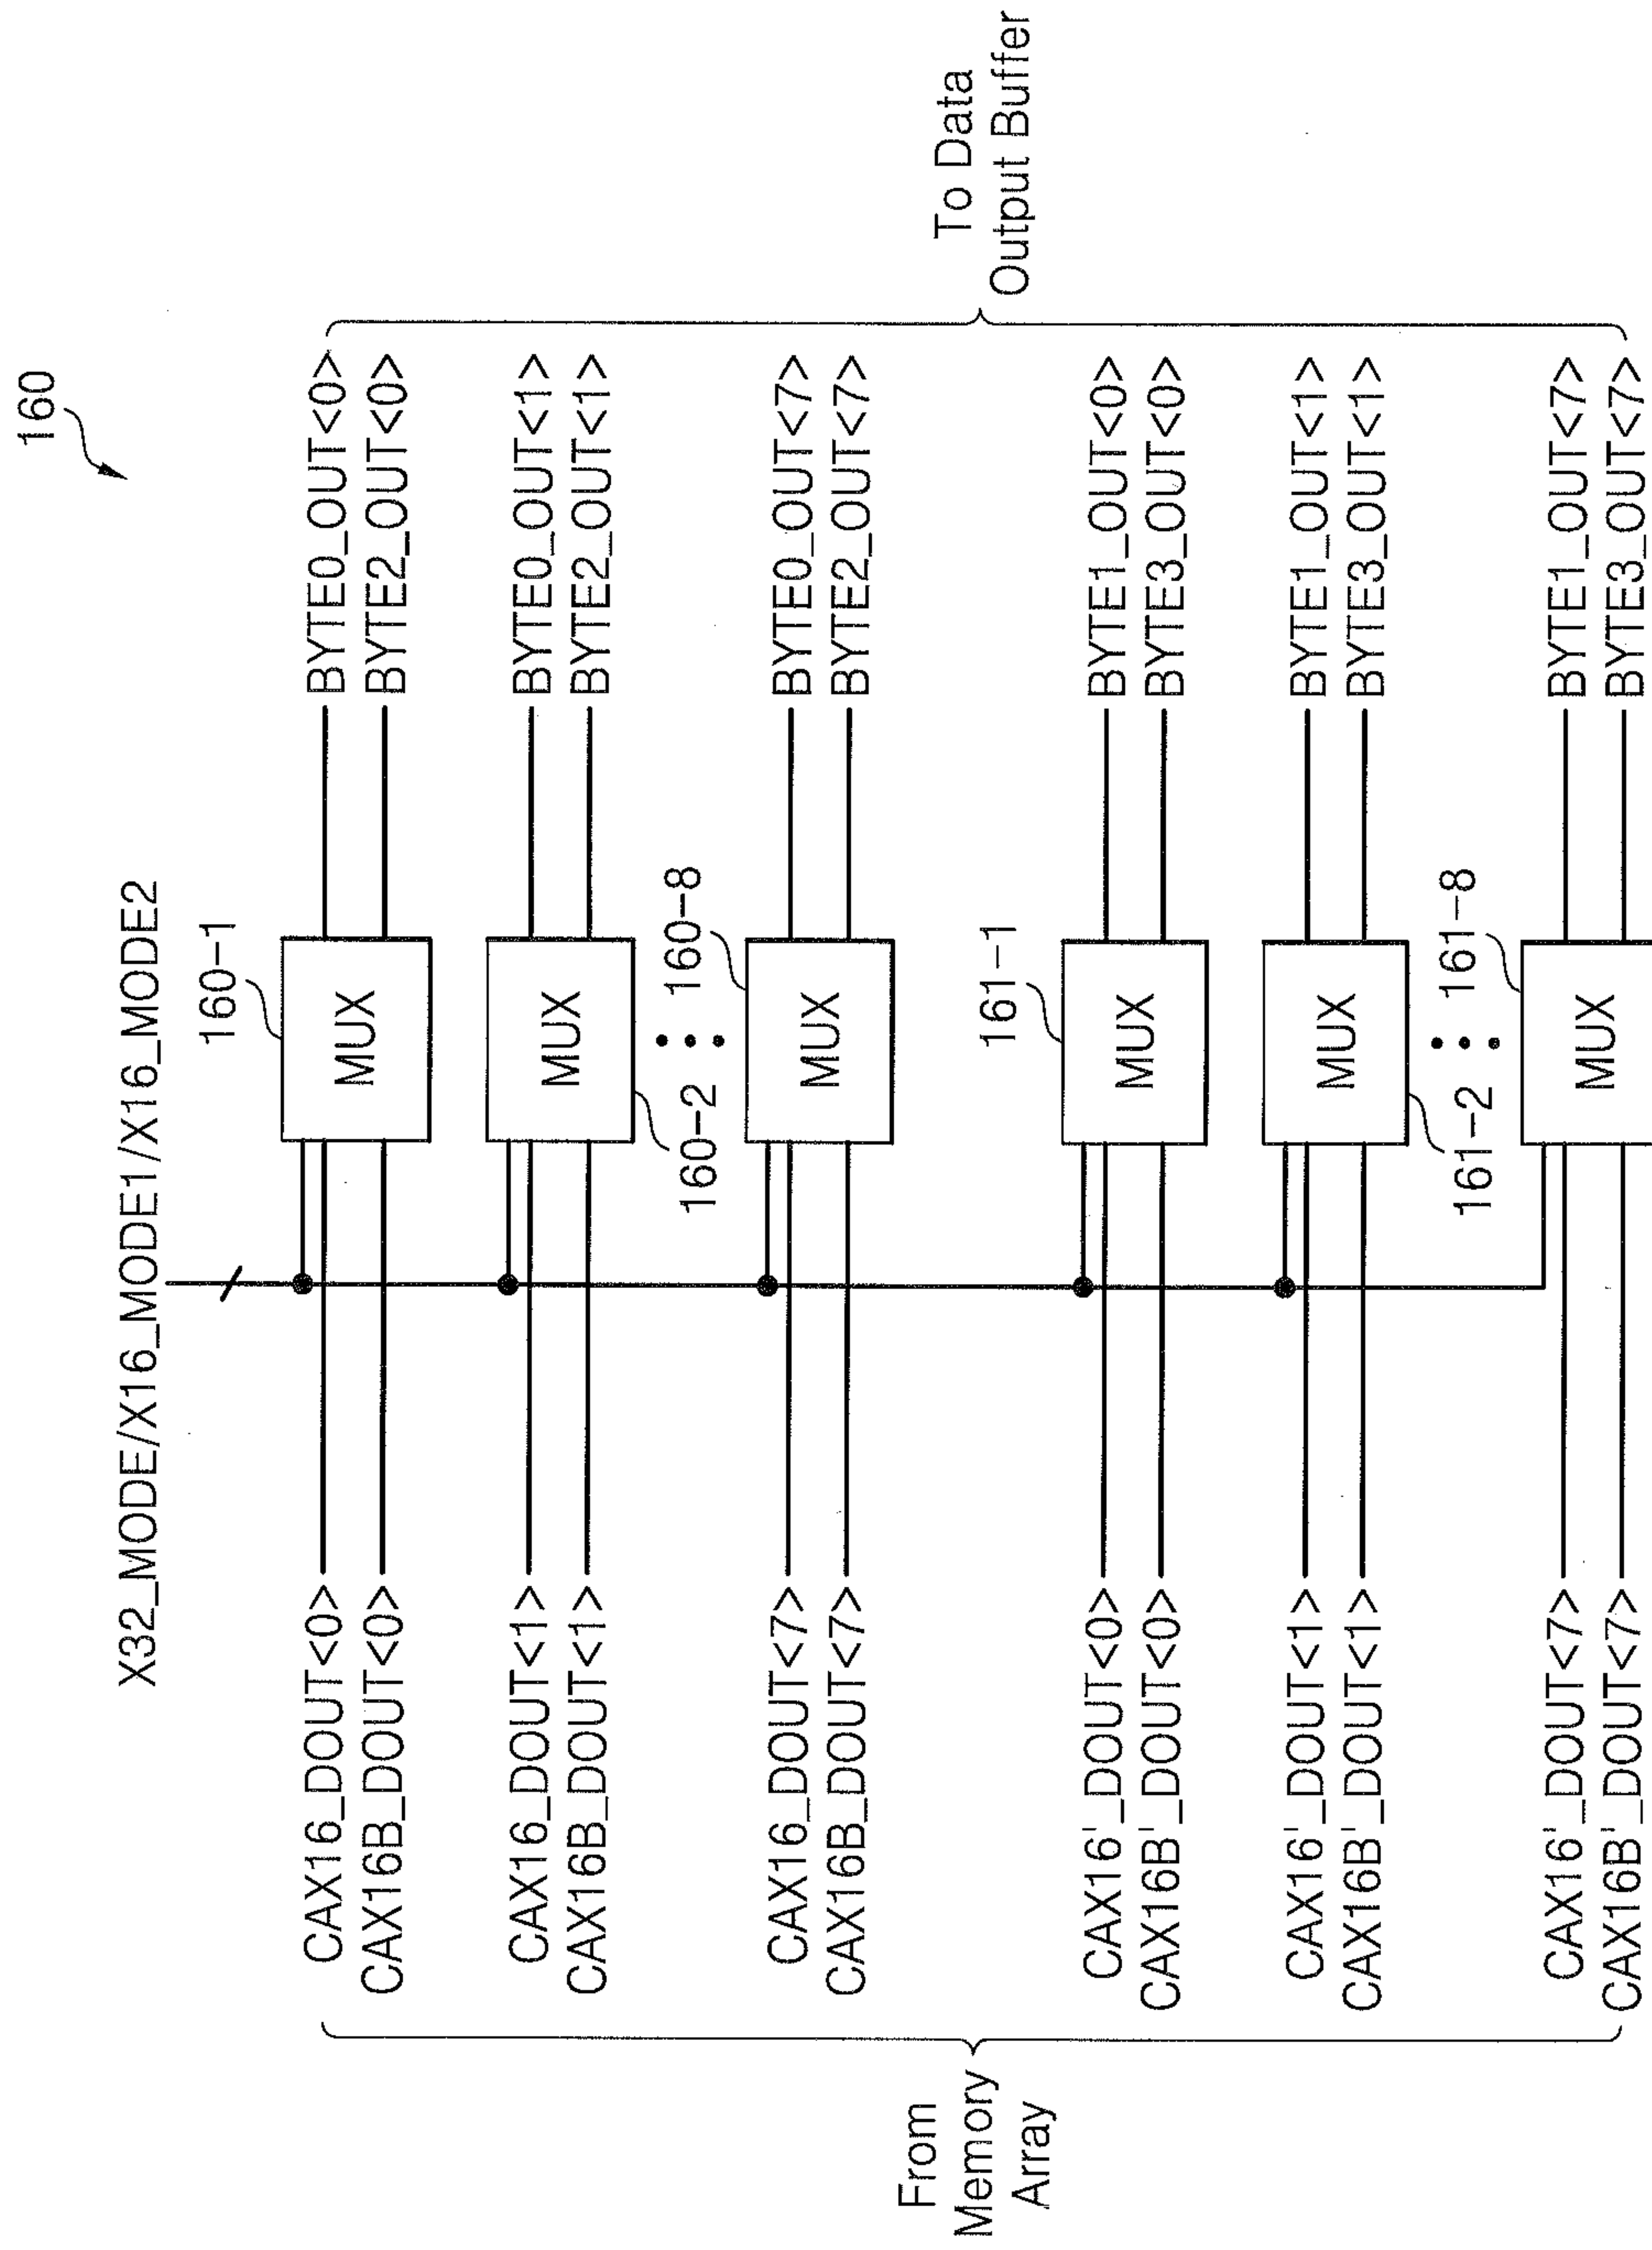 160
X32_MODE/X16_MODE1/X16_MODE2
From
Memory
Array
To Data
Output Buffer
160-1
CAX16_DOUT<0>
MUX
BYTE0_OUT<0>
CAX16B_DOUT<0>
BYTE2_OUT<0>
CAX16_DOUT<1>
MUX
BYTE0_OUT<1>
CAX16B_DOUT<1>
BYTE2_OUT<1>
160-2
160-8
CAX16_DOUT<7>
MUX
BYTE0_OUT<7>
CAX16B_DOUT<7>
BYTE2_OUT<7>
161-1
CAX16'_DOUT<0>
MUX
BYTE1_OUT<0>
CAX16B'_DOUT<0>
BYTE3_OUT<0>
CAX16'_DOUT<1>
MUX
BYTE1_OUT<1>
CAX16B'_DOUT<1>
BYTE3_OUT<1>
161-2
161-8
CAX16'_DOUT<7>
MUX
BYTE1_OUT<7>
CAX16B'_DOUT<7>
BYTE3_OUT<7>